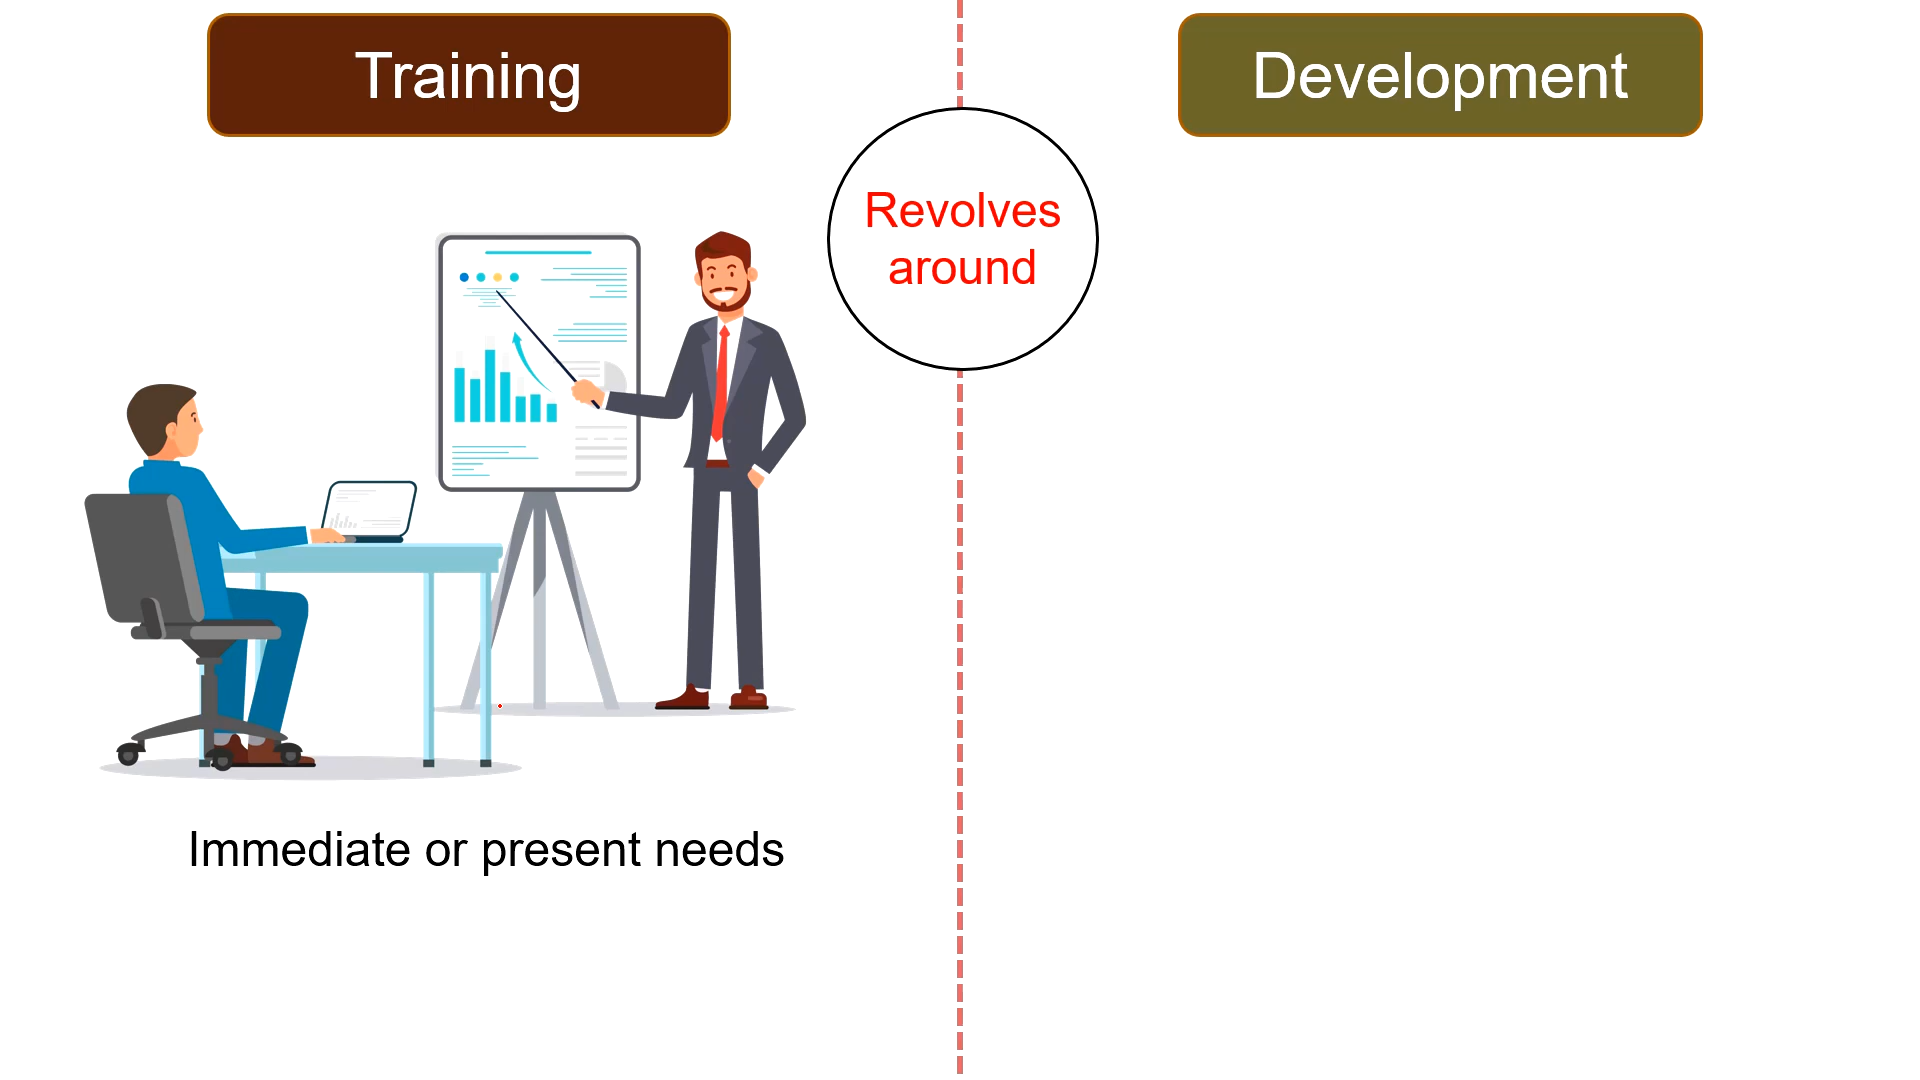 Training
Development
Revolves
around
Immediate or present needs